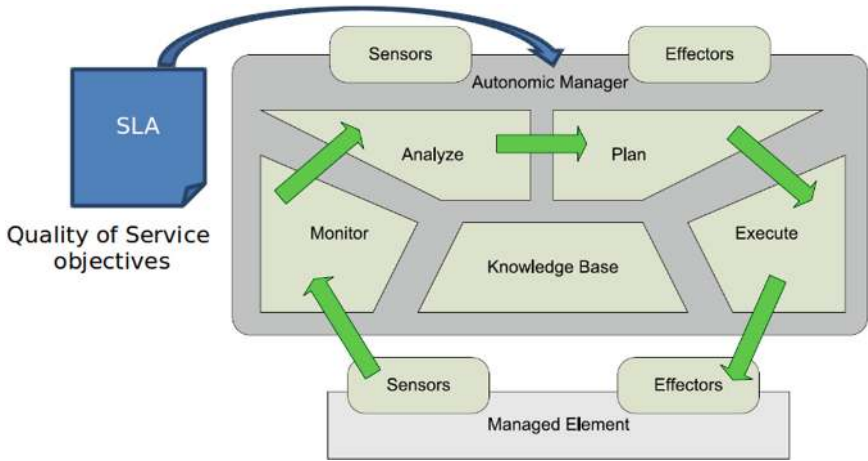 Sensors
Effectors
SLA
Autonomic Manager
Analyze
Plan
Quality of Service
objectives
Monitor
Execute
Knowledge Base
Sensors
Effectors
Managed Element